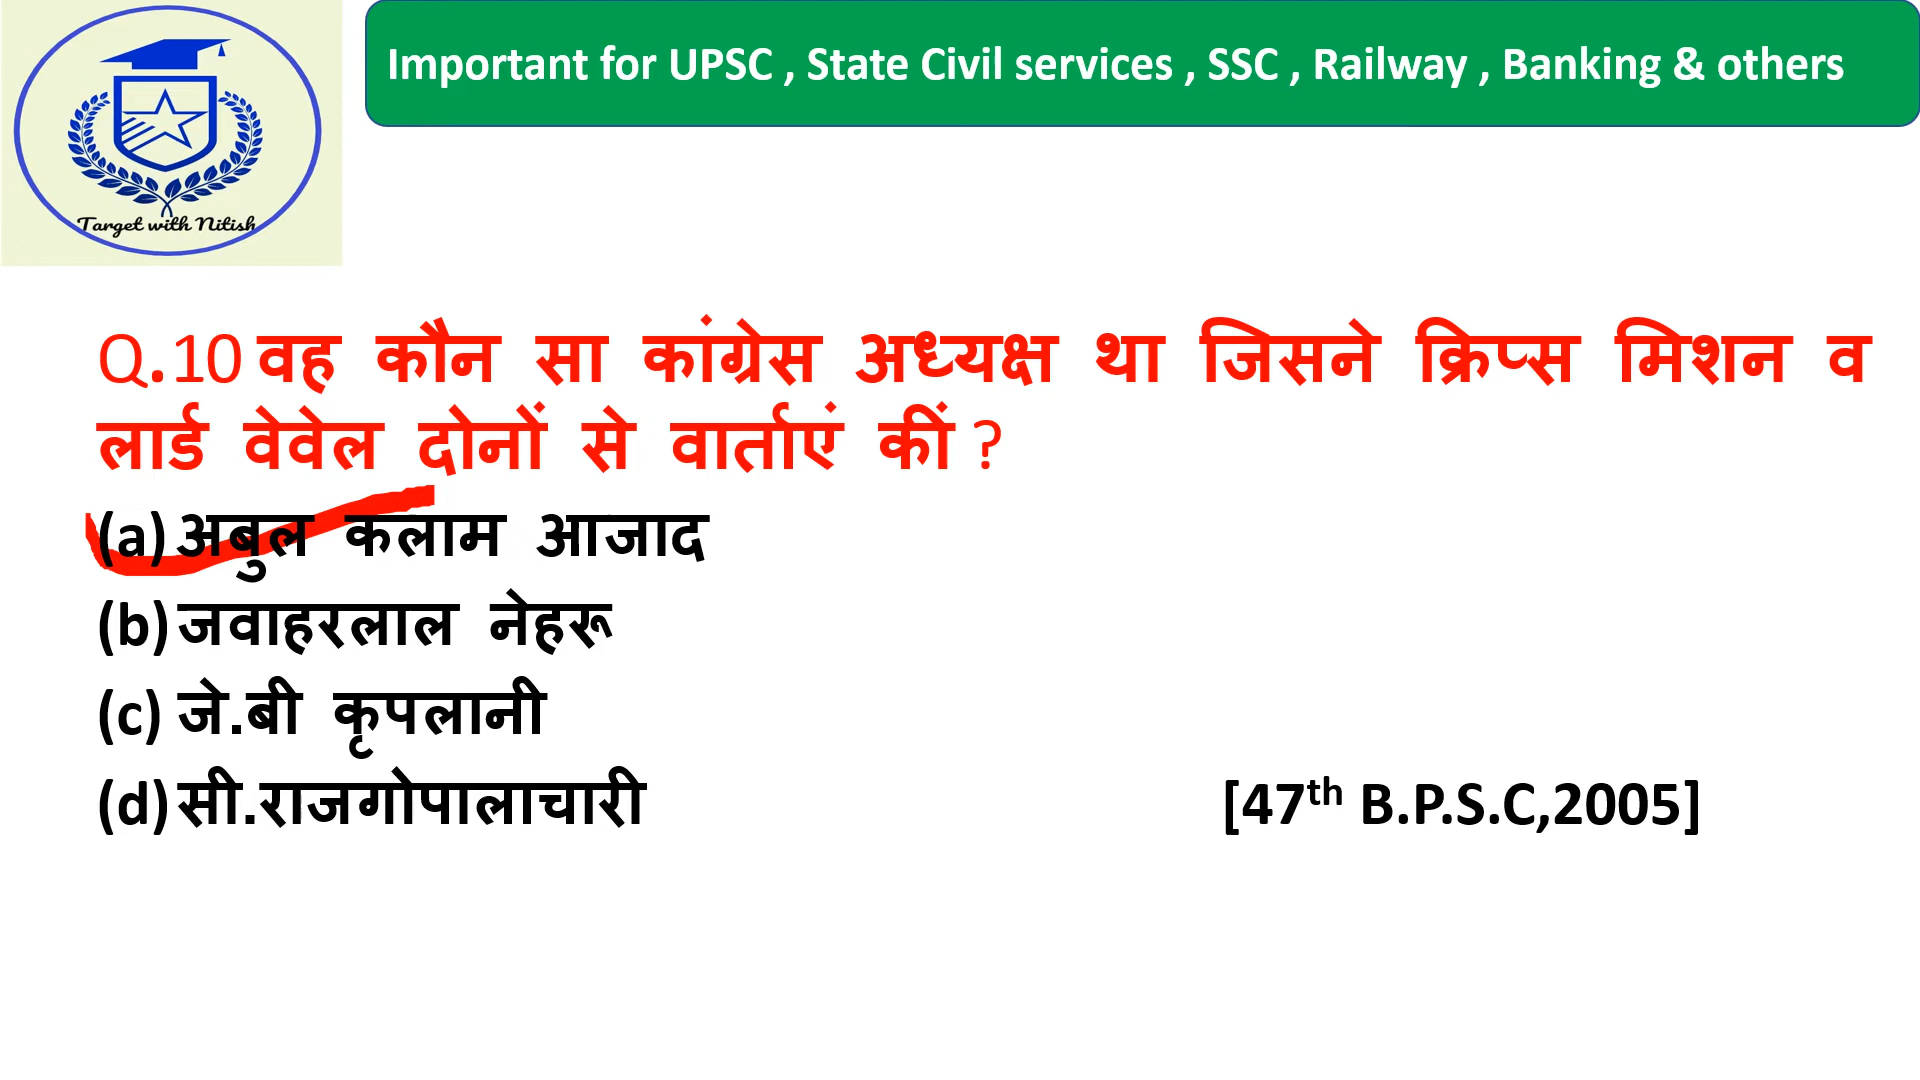 Important for UPSC , State Civil services , SSC , Railway , Banking & others
Target with Nitish
Q.10 वह कौन सा कांग्रेस अध्यक्ष था जिसने क्रिप्स मिशन व
लार्ड वेवेल दोनों से वार्ताएं कीं ?
(a) अबुल कलाम आजाद
(b) जवाहरलाल नेहरू
(c) जे.बी कृपलानी
(d) सी.राजगोपालाचारी [47th B.P.S.C,2005]